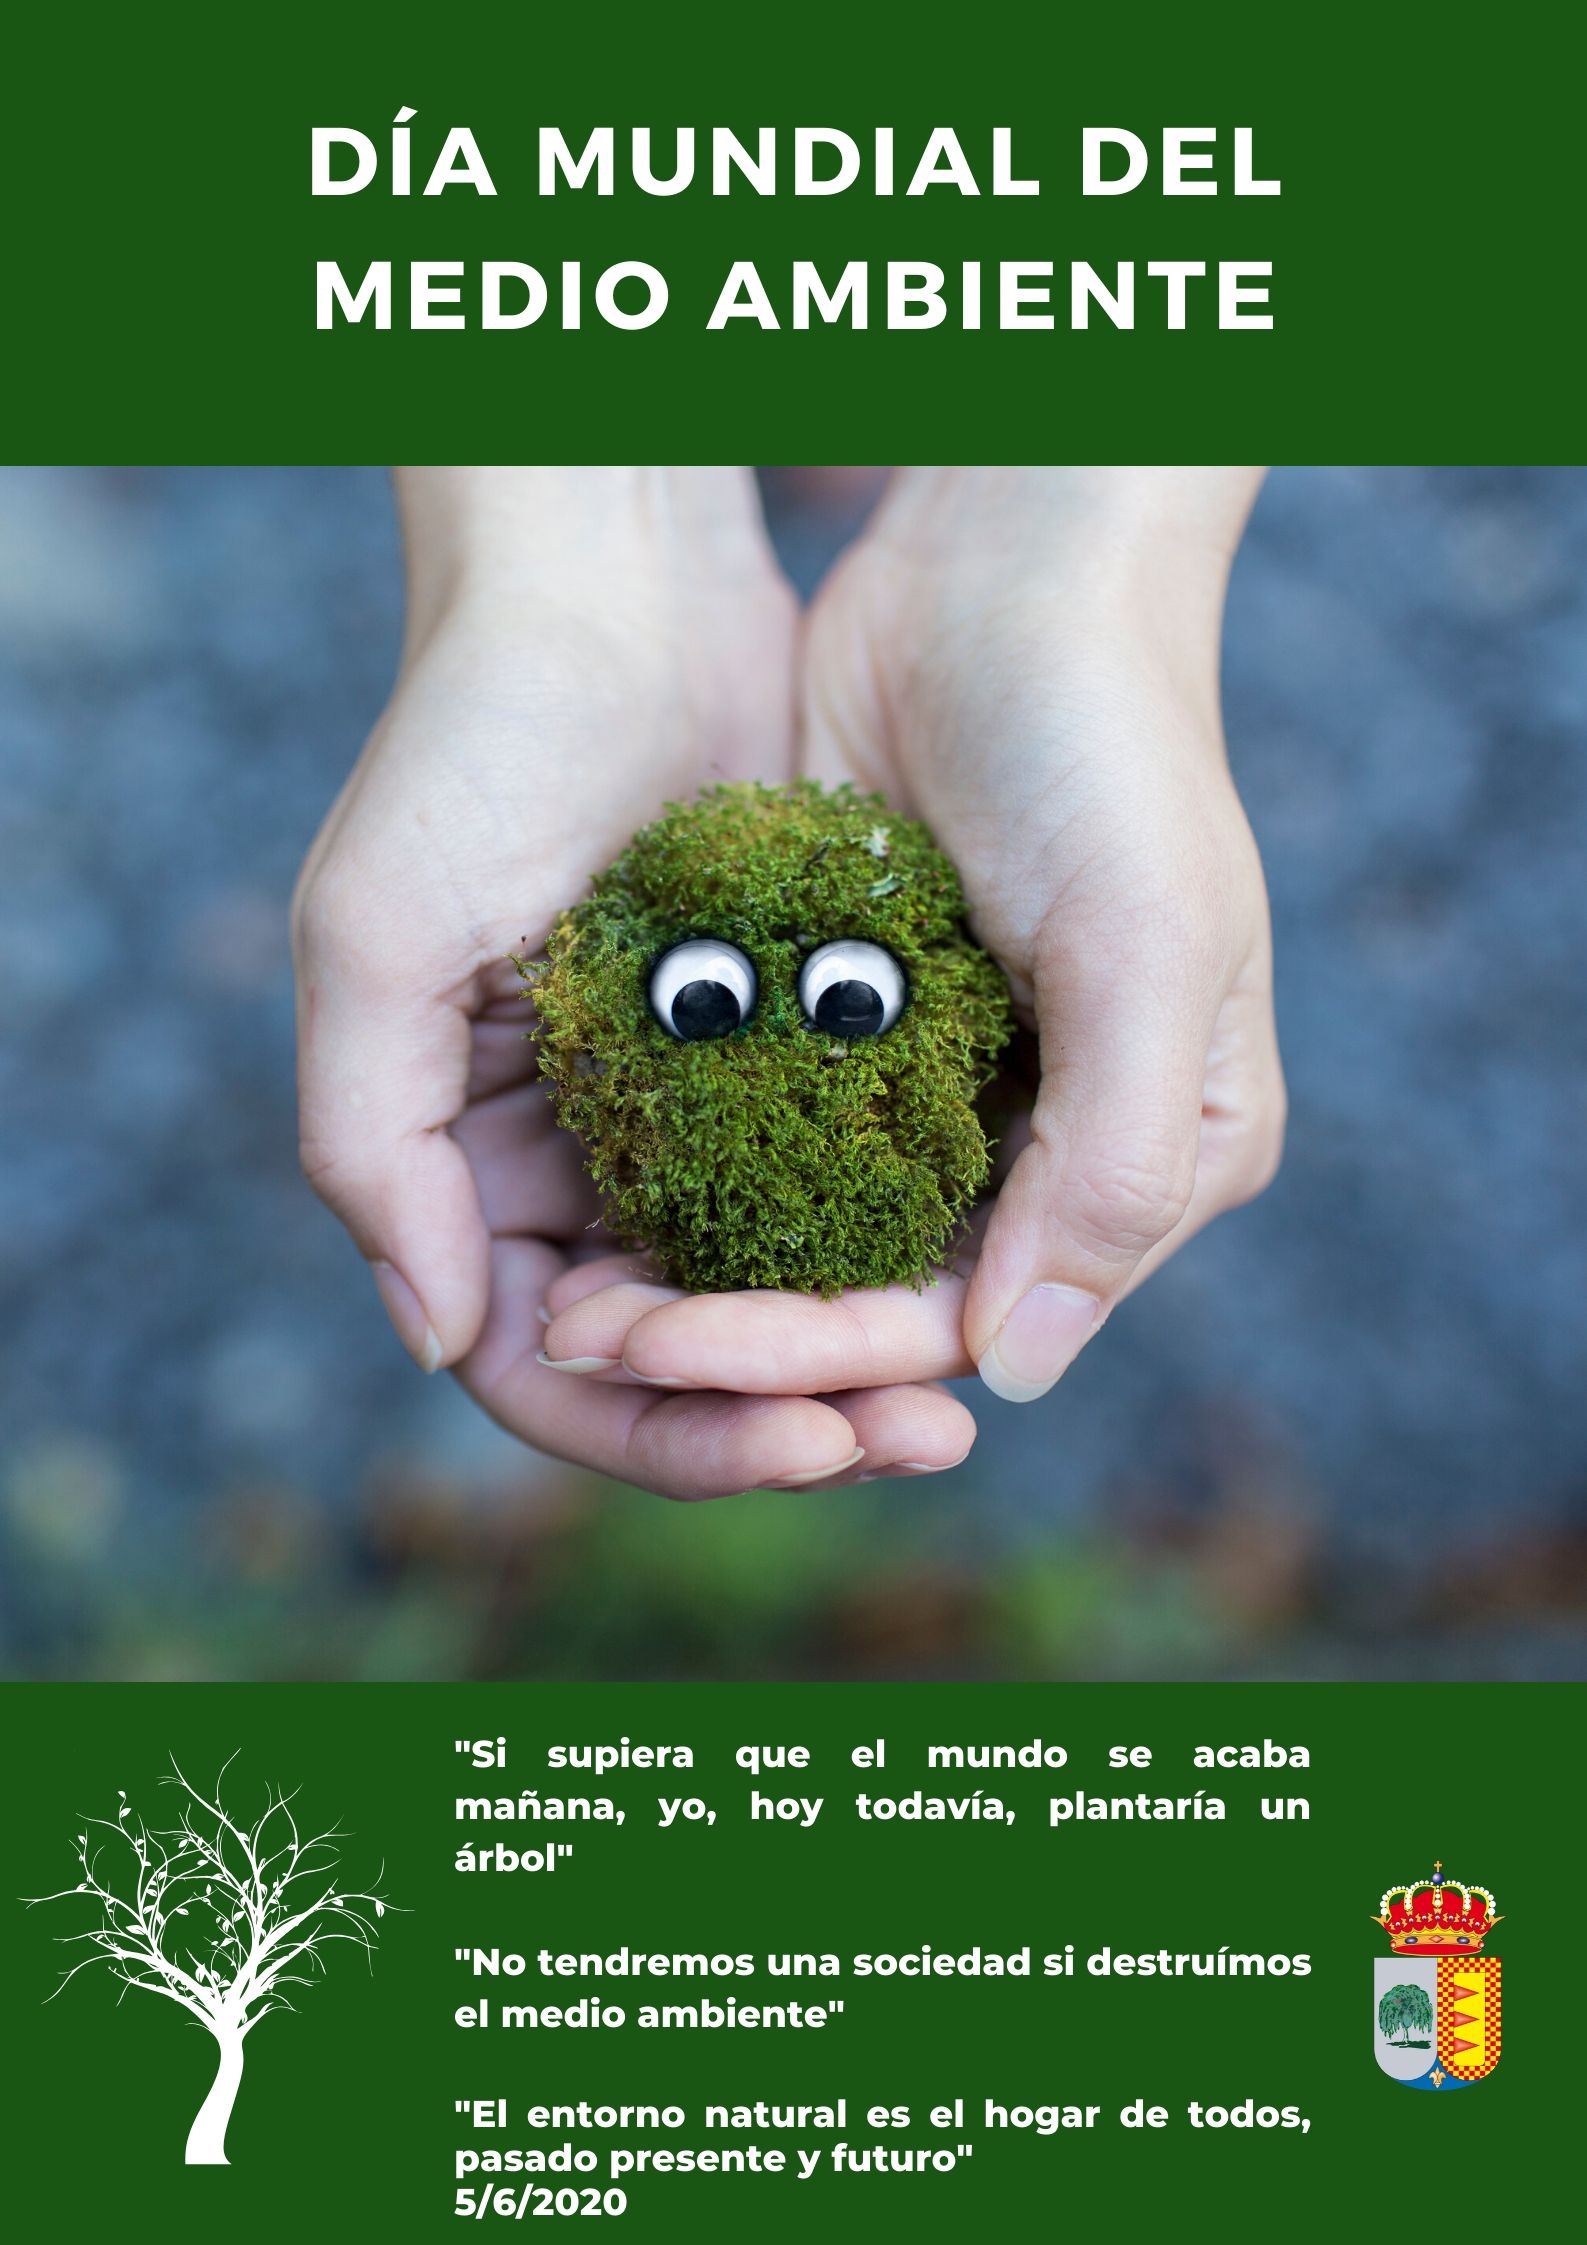 DÍA MUNDIAL DEL
MEDIO AMBIENTE
"Si supiera que el mundo se acaba
mañana, yo, hoy todavía, plantaría un
árbol"
"No tendremos una sociedad si destruímos
el medio ambiente"
"El entorno natural es el hogar de todos,
pasado presente y futuro"
5/6/2020